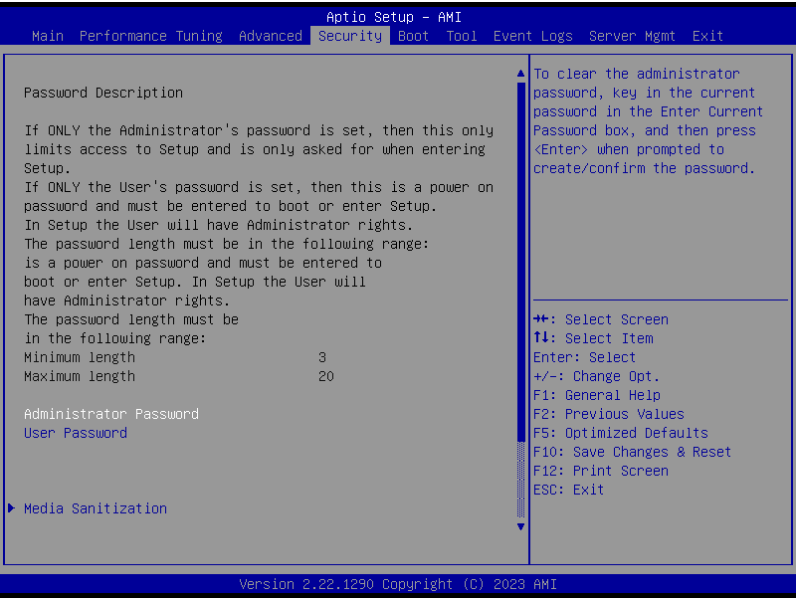 Aptio Setup - AMI
Main Performance Tuning Advanced Security Boot Tool Event Logs Server Mgmt Exit
Password Description
If ONLY the Administrator's password is set, then this only
limits access to Setup and is only asked for when entering
Setup.
If ONLY the User's password is set, then this is a power on
password and must be entered to boot or enter Setup.
In Setup the User will have Administrator rights.
The password length must be in the following range:
is a power on password and must be entered to
boot or enter Setup. In Setup the User will
have Administrator rights.
The password length must be
in the following range:
Minimum length 3
Maximum length 20
Administrator Password
User Password
Media Sanitization
To clear the administrator
password, key in the current
password in the Enter Current
Password box, and then press
<Enter> when prompted to
create/confirm the password.
→←: Select Screen
↑↓: Select Item
Enter: Select
+/-: Change Opt.
F1: General Help
F2: Previous Values
F5: Optimized Defaults
F10: Save Changes & Reset
F12: Print Screen
ESC: Exit
Version 2.22.1290 Copyright (C) 2023 AMI